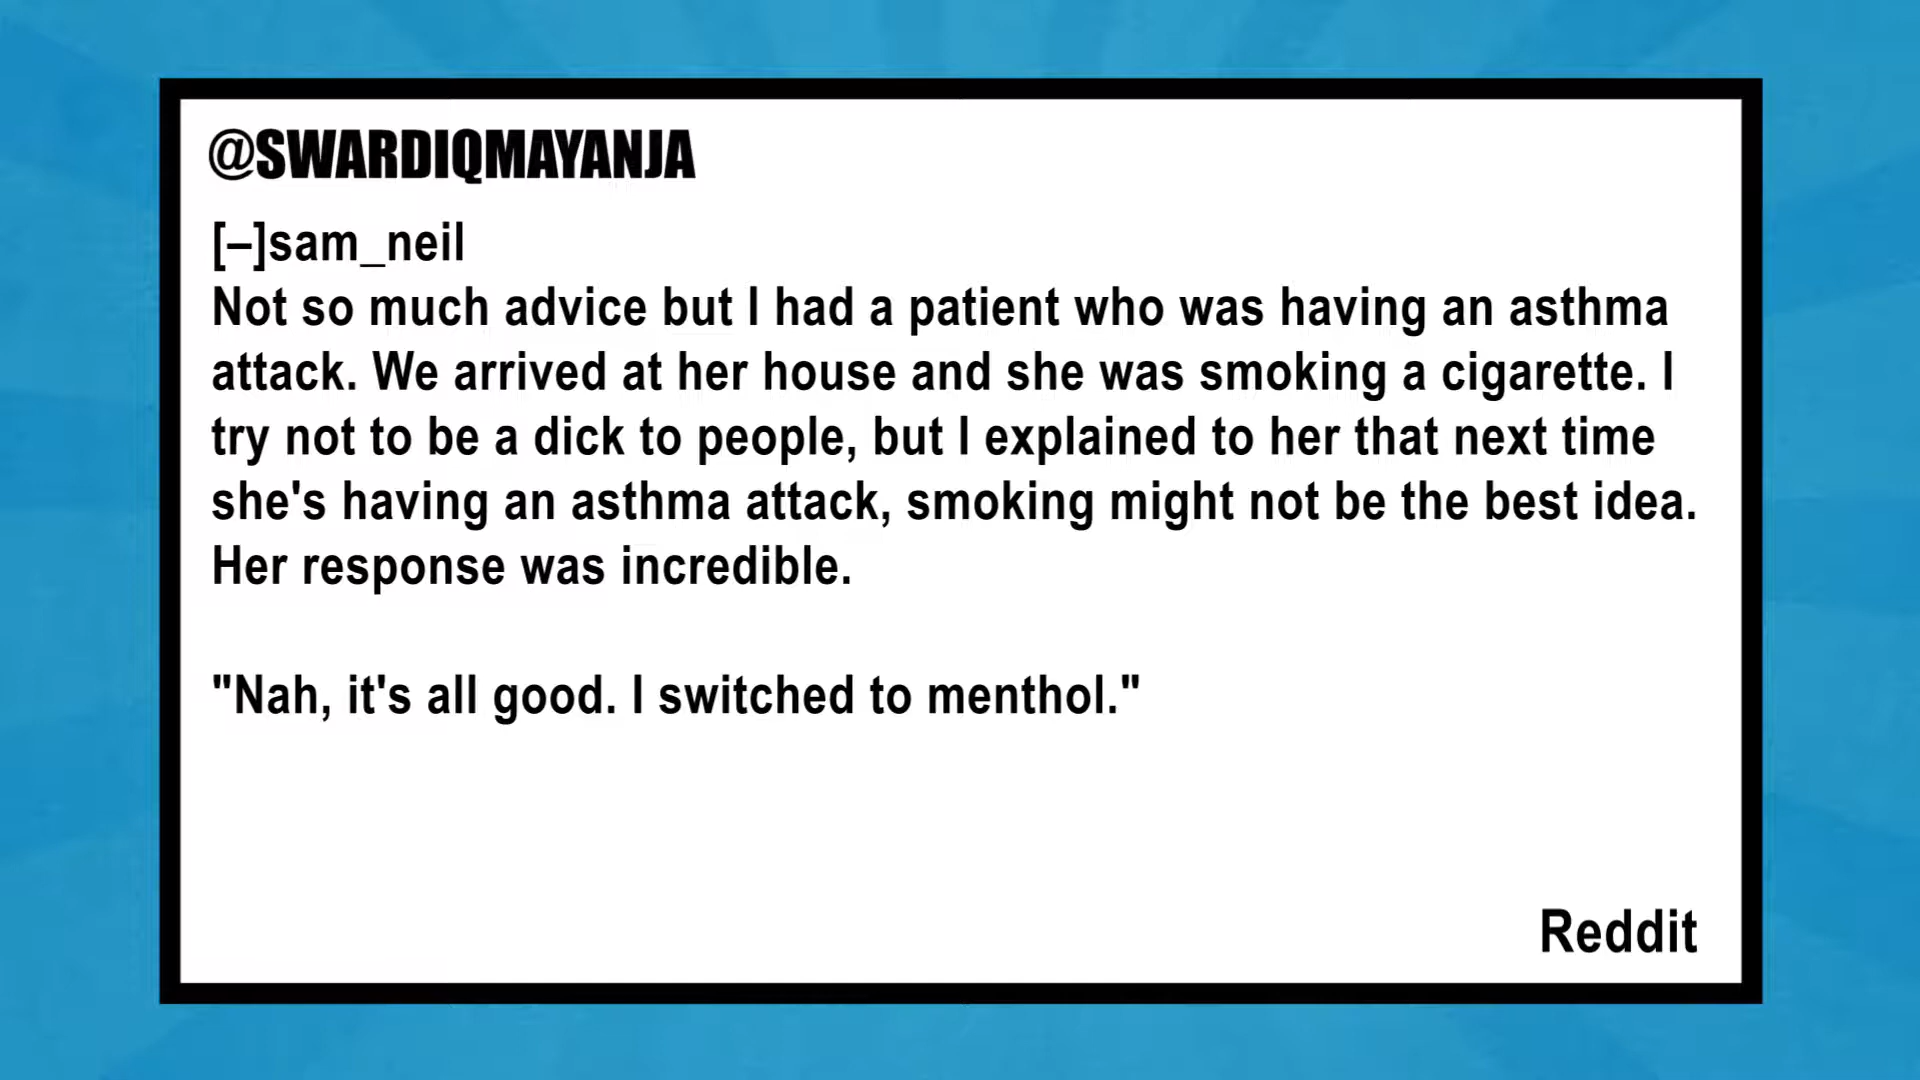 @SWARDIQMAYANJA
[–]sam_neil
Not so much advice but I had a patient who was having an asthma
attack. We arrived at her house and she was smoking a cigarette. I
try not to be a dick to people, but I explained to her that next time
she's having an asthma attack, smoking might not be the best idea.
Her response was incredible.
"Nah, it's all good. I switched to menthol."
Reddit